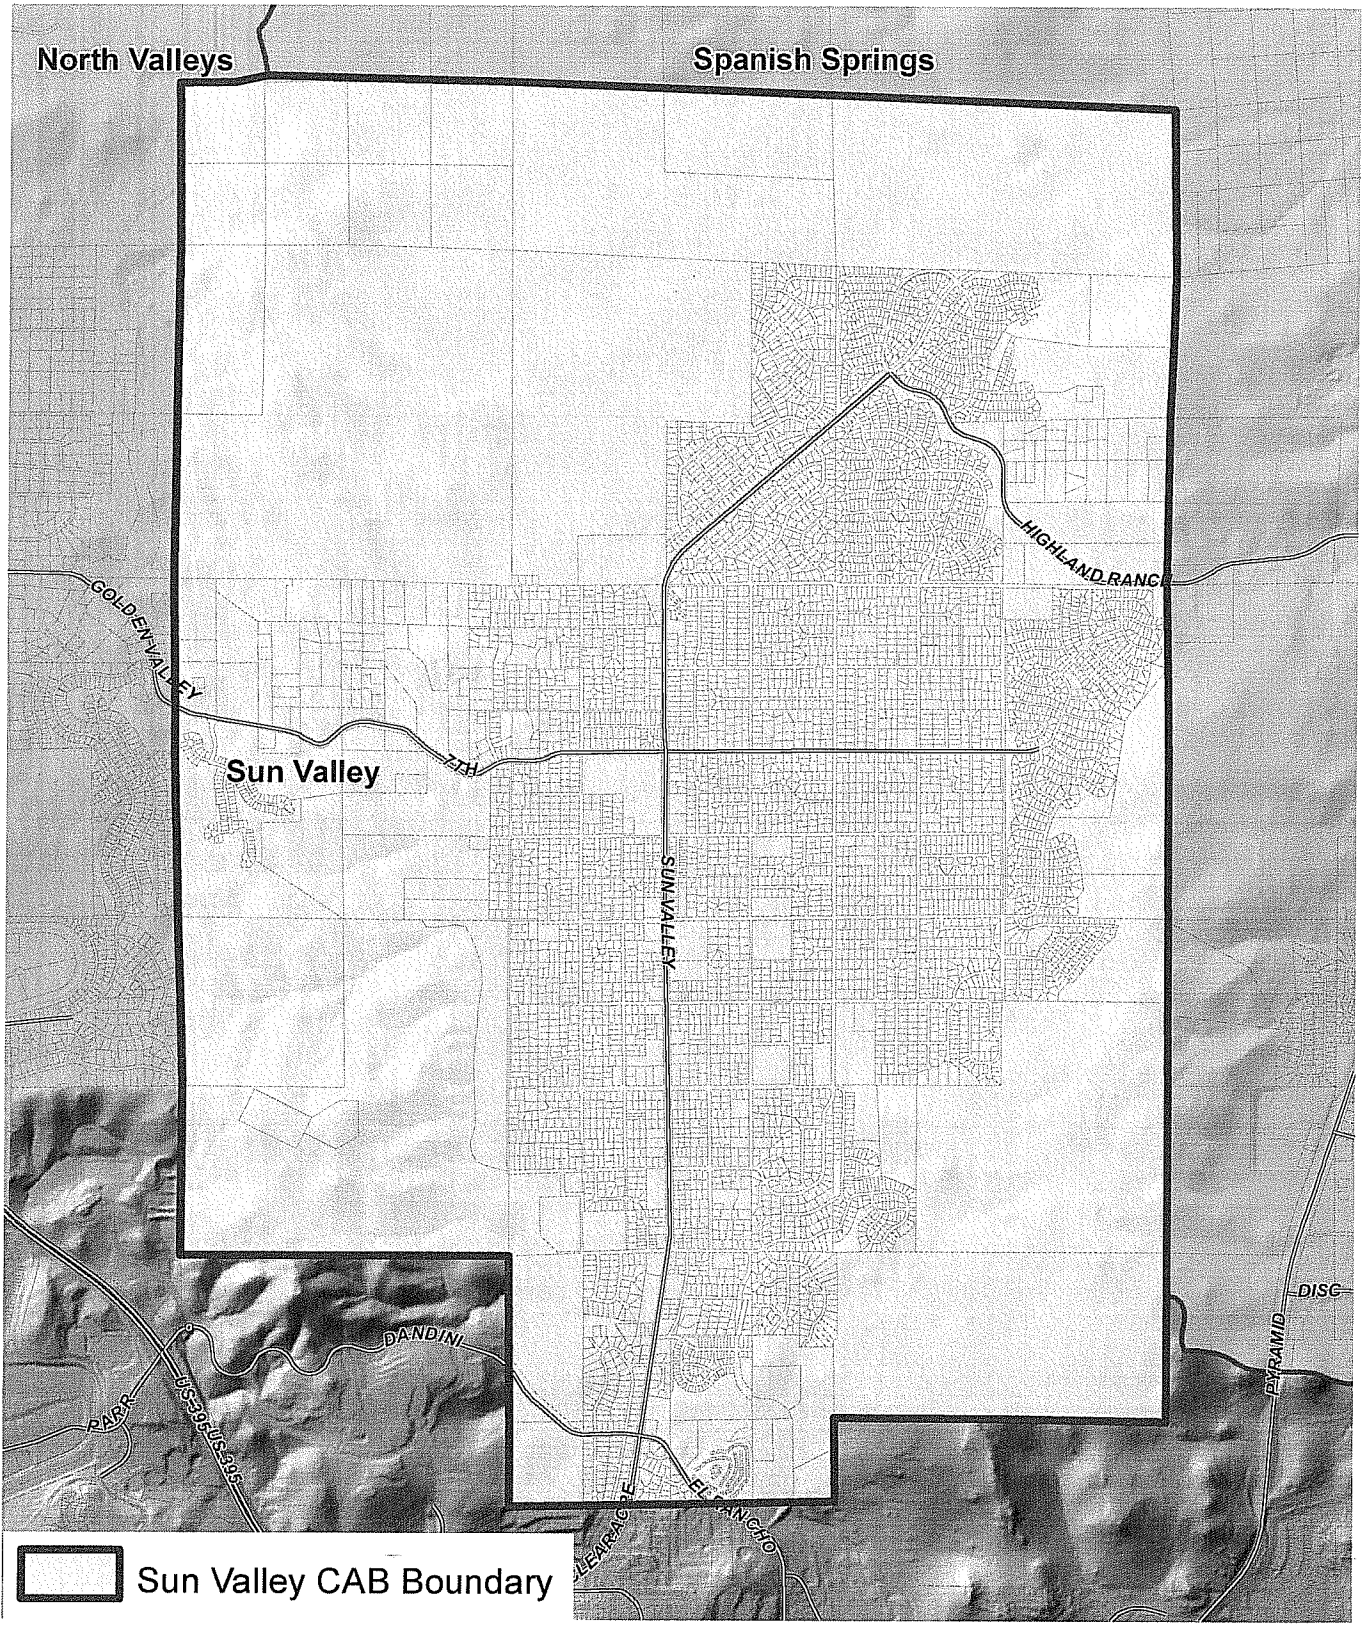 North Valleys
Spanish Springs
HIGHLAND RANCH
GOLDEN VALLEY
Sun Valley
7TH
SUN VALLEY
DISC
PYRAMID
DANDINI
PARR
US-395
US-395
EL RANCHO
CLEAR ACRE
Sun Valley CAB Boundary